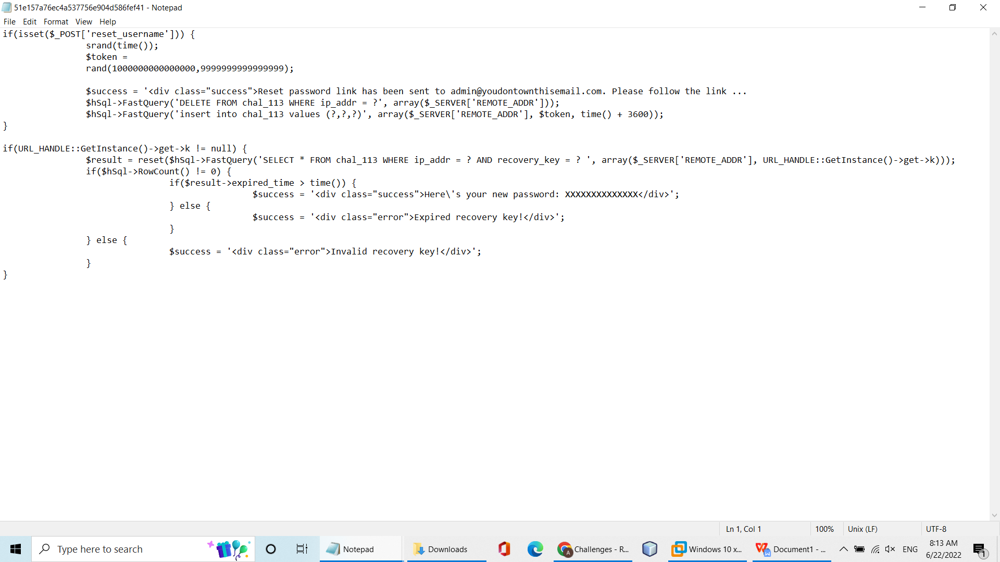 51e157a76ec4a537756e904d586fef41 - Notepad
File Edit Format View Help
if(isset($_POST['reset_username'])) {
srand(time());
$token =
rand(1000000000000000,9999999999999999);
$success = '<div class="success">Reset password link has been sent to admin@youdontownthisemail.com. Please follow the link ...
$hSql->FastQuery('DELETE FROM chal_113 WHERE ip_addr = ?', array($_SERVER['REMOTE_ADDR']));
$hSql->FastQuery('insert into chal_113 values (?,?,?)', array($_SERVER['REMOTE_ADDR'], $token, time() + 3600));
}
if(URL_HANDLE::GetInstance()->get->k != null) {
$result = reset($hSql->FastQuery('SELECT * FROM chal_113 WHERE ip_addr = ? AND recovery_key = ? ', array($_SERVER['REMOTE_ADDR'], URL_HANDLE::GetInstance()->get->k)));
if($hSql->RowCount() != 0) {
if($result->expired_time > time()) {
$success = '<div class="success">Here\'s your new password: XXXXXXXXXXXXXX</div>';
} else {
$success = '<div class="error">Expired recovery key!</div>';
}
} else {
$success = '<div class="error">Invalid recovery key!</div>';
}
}
Ln 1, Col 1 100% Unix (LF) UTF-8
Type here to search Notepad Downloads Challenges - R... Windows 10 x... Document1 - ... ENG 8:13 AM
6/22/2022 1